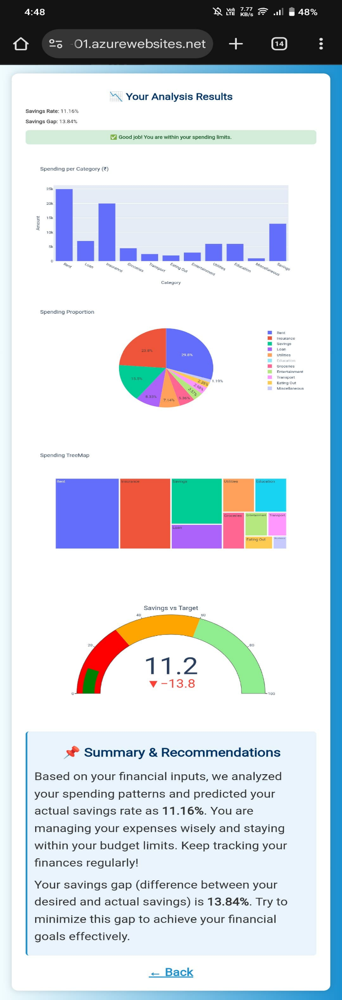 4:48
Vo)) LTE
7.77 KB/s
48%
-01.azurewebsites.net
14
Your Analysis Results
Savings Rate: 11.16%
Savings Gap: 13.84%
✅ Good job! You are within your spending limits.
Spending per Category (₹)
25k
20k
15k
10k
5k
0
Amount
Rent
Loan
Insurance
Groceries
Transport
Eating Out
Entertainment
Utilities
Education
Miscellaneous
Savings
Category
Spending Proportion
29.8%
23.8%
15.5%
8.33%
7.14%
5.36%
3.57%
2.98%
2.38%
1.19%
Rent
Insurance
Savings
Loan
Utilities
Education
Groceries
Entertainment
Transport
Eating Out
Miscellaneous
Spending TreeMap
Rent
Insurance
Savings
Utilities
Education
Groceries
Entertainment
Transport
Loan
Eating Out
Savings vs Target
0
20
40
60
80
100
11.2
▼−13.8
📌 Summary & Recommendations
Based on your financial inputs, we analyzed
your spending patterns and predicted your
actual savings rate as 11.16%. You are
managing your expenses wisely and staying
within your budget limits. Keep tracking your
finances regularly!
Your savings gap (difference between your
desired and actual savings) is 13.84%. Try to
minimize this gap to achieve your financial
goals effectively.
← Back